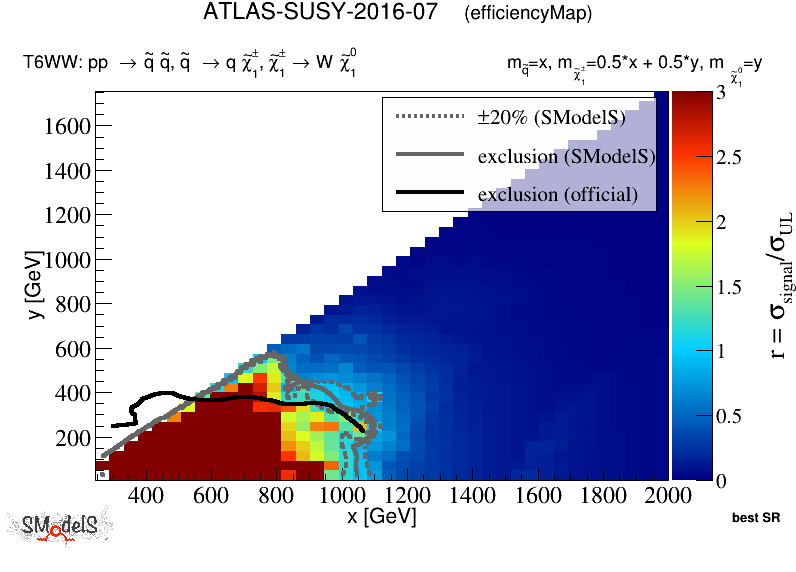 ATLAS-SUSY-2016-07 (efficiencyMap)
T6WW: pp → q̃ q̃, q̃ → q χ̃₁±, χ̃₁± → W χ̃₁⁰
m_q̃=x, m_χ̃₁±=0.5*x + 0.5*y, m_χ̃₁⁰=y
±20% (SModelS)
exclusion (SModelS)
exclusion (official)
y [GeV]
1600
1400
1200
1000
800
600
400
200
400 600 800 1000 1200 1400 1600 1800 2000
x [GeV]
3
2.5
2
1.5
1
0.5
0
r = σ_signal/σ_UL
best SR
SModelS